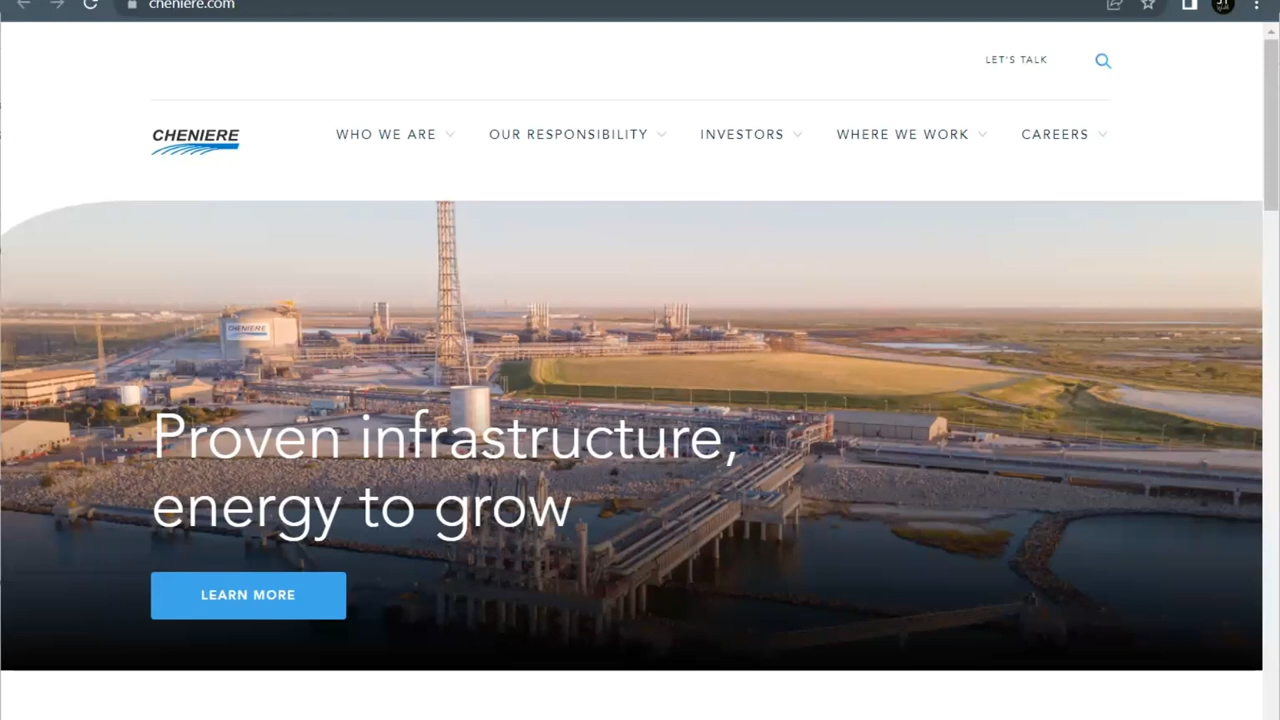 cheniere.com
LET'S TALK
CHENIERE
WHO WE ARE
OUR RESPONSIBILITY
INVESTORS
WHERE WE WORK
CAREERS
CHENIERE
Proven infrastructure,
energy to grow
LEARN MORE